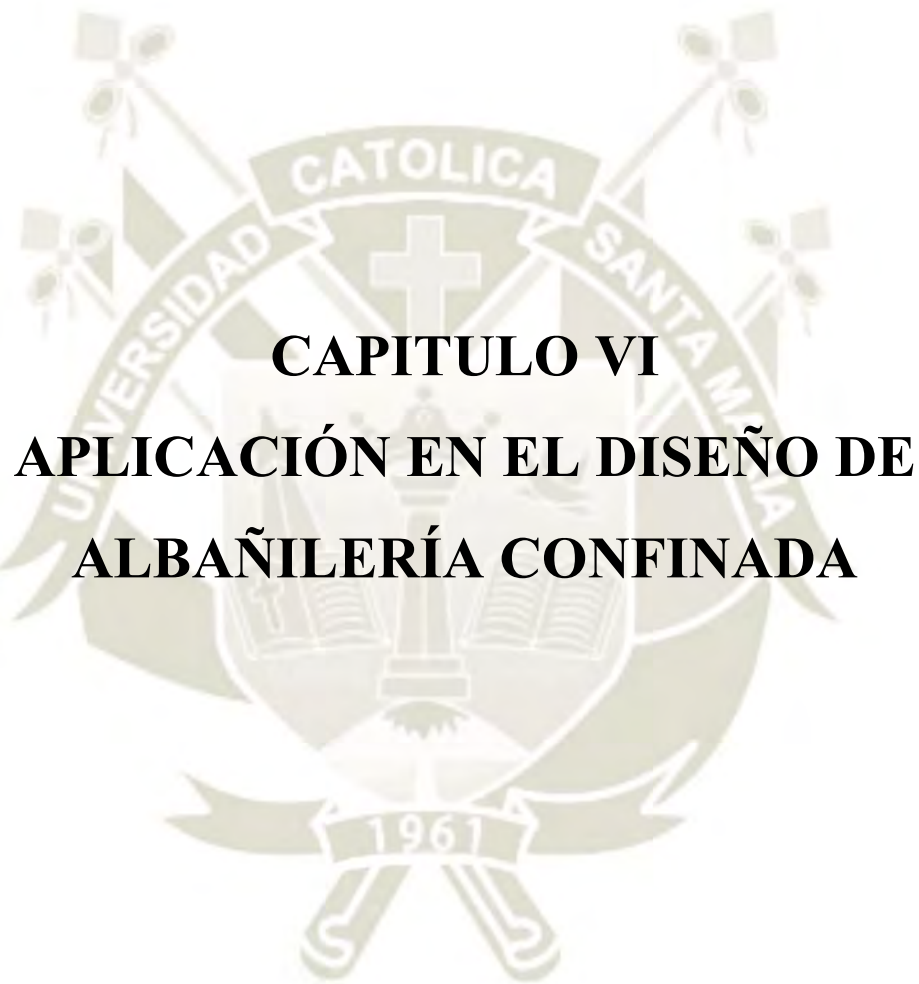 UNIVERSIDAD CATOLICA SANTA MARIA
CAPITULO VI
APLICACIÓN EN EL DISEÑO DE
ALBAÑILERÍA CONFINADA
1961